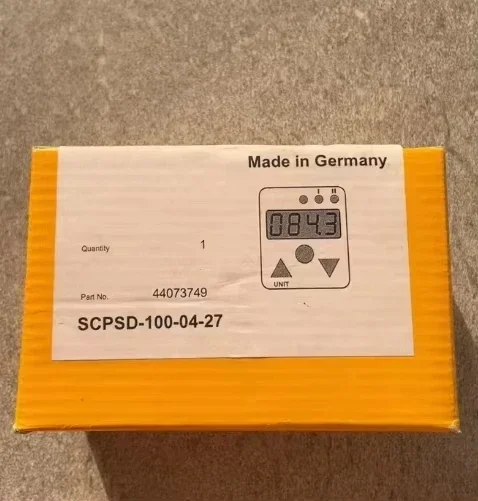 Made in Germany
I II
084.3
Quantity 1
UNIT
Part No. 44073749
SCPSD-100-04-27